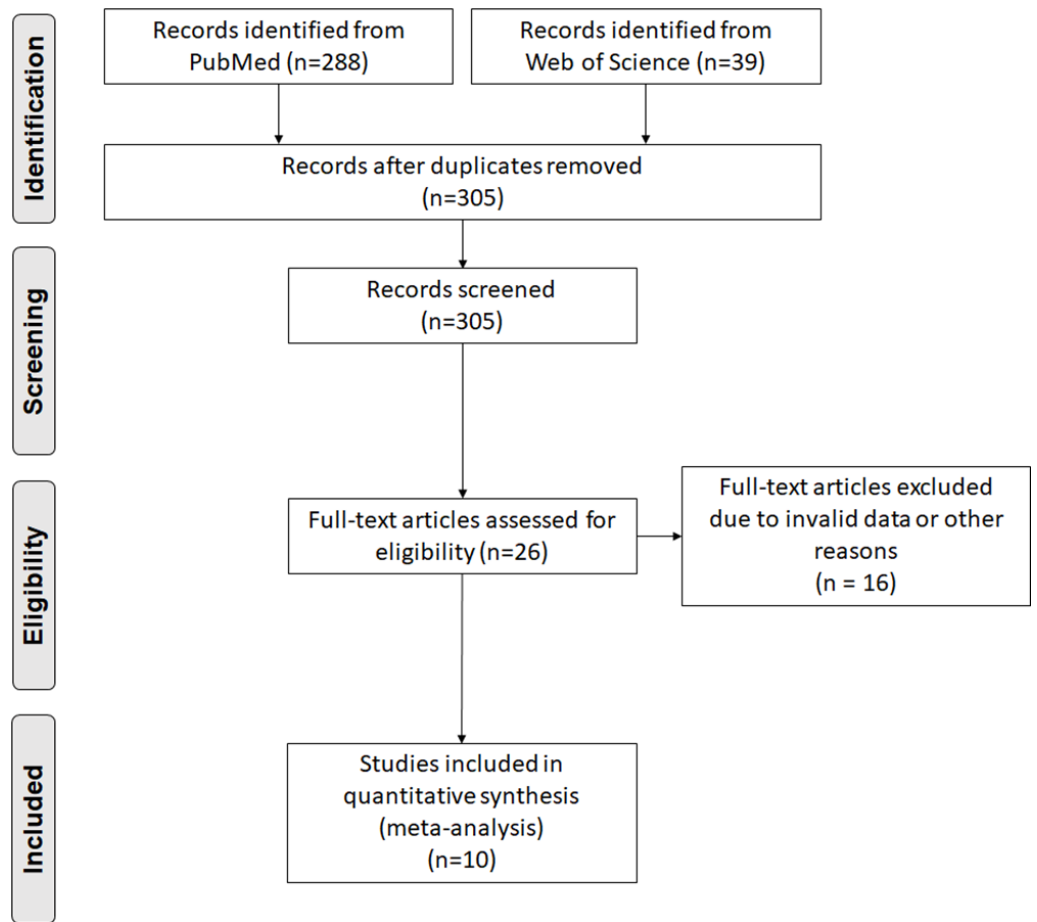 Identification
Records identified from
PubMed (n=288)
Records identified from
Web of Science (n=39)
Records after duplicates removed
(n=305)
Screening
Records screened
(n=305)
Eligibility
Full-text articles assessed for
eligibility (n=26)
Full-text articles excluded
due to invalid data or other
reasons
(n = 16)
Included
Studies included in
quantitative synthesis
(meta-analysis)
(n=10)